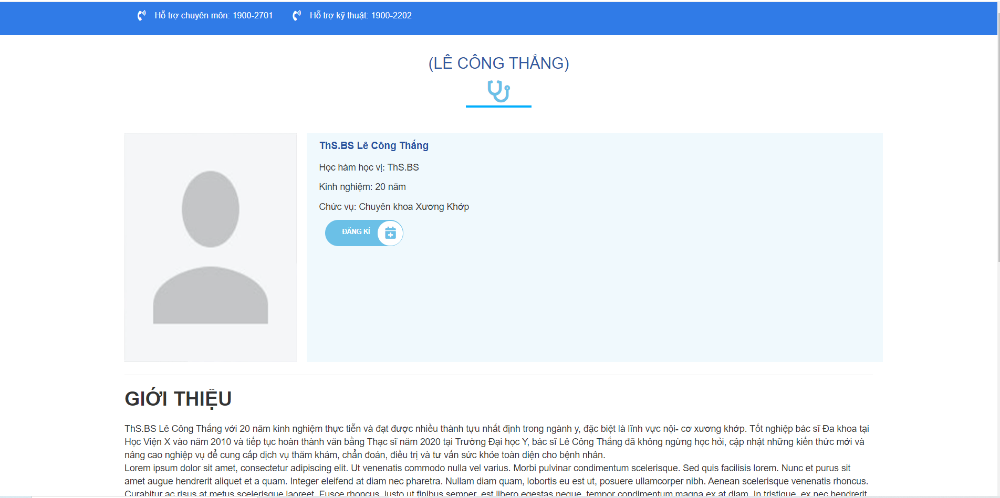 Hỗ trợ chuyên môn: 1900-2701 Hỗ trợ kỹ thuật: 1900-2202
(LÊ CÔNG THẮNG)
ThS.BS Lê Công Thắng
Học hàm học vị: ThS.BS
Kinh nghiệm: 20 năm
Chức vụ: Chuyên khoa Xương Khớp
ĐĂNG KÍ
GIỚI THIỆU
ThS.BS Lê Công Thắng với 20 năm kinh nghiệm thực tiễn và đạt được nhiều thành tựu nhất định trong ngành y, đặc biệt là lĩnh vực nội- cơ xương khớp. Tốt nghiệp bác sĩ Đa khoa tại
Học Viện X vào năm 2010 và tiếp tục hoàn thành văn bằng Thạc sĩ năm 2020 tại Trường Đại học Y, bác sĩ Lê Công Thắng đã không ngừng học hỏi, cập nhật những kiến thức mới và
nâng cao nghiệp vụ để cung cấp dịch vụ thăm khám, chẩn đoán, điều trị và tư vấn sức khỏe toàn diện cho bệnh nhân.
Lorem ipsum dolor sit amet, consectetur adipiscing elit. Ut venenatis commodo nulla vel varius. Morbi pulvinar condimentum scelerisque. Sed quis facilisis lorem. Nunc et purus sit
amet augue hendrerit aliquet et a quam. Integer eleifend at diam nec pharetra. Nullam diam quam, lobortis eu est ut, posuere ullamcorper nibh. Aenean scelerisque venenatis rhoncus.
Curabitur ac risus at metus scelerisque laoreet. Fusce rhoncus, justo ut finibus semper, est libero egestas neque, tempor condimentum magna ex at diam. In tristique, ex nec hendrerit